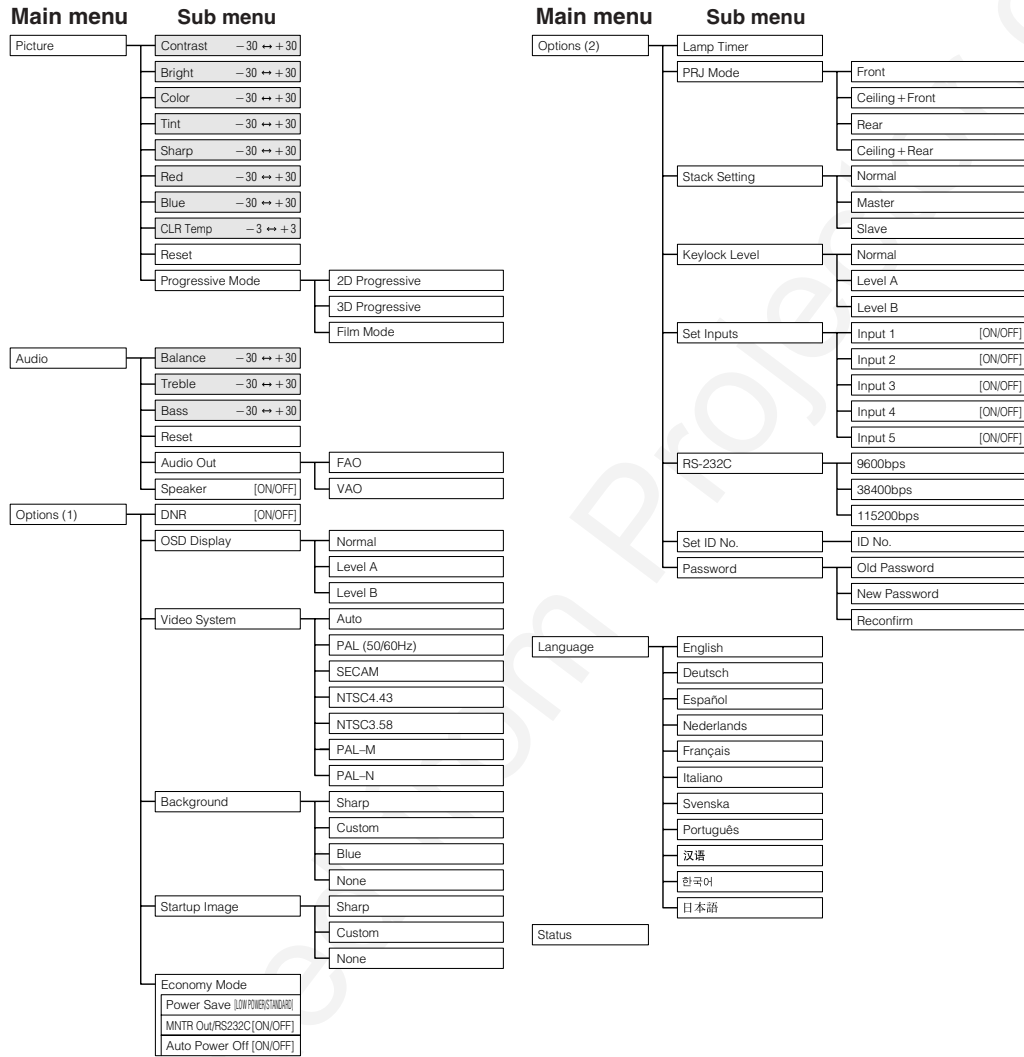 Main menu Sub menu
Picture
Contrast −30 ↔ +30
Bright −30 ↔ +30
Color −30 ↔ +30
Tint −30 ↔ +30
Sharp −30 ↔ +30
Red −30 ↔ +30
Blue −30 ↔ +30
CLR Temp −3 ↔ +3
Reset
Progressive Mode
2D Progressive
3D Progressive
Film Mode
Audio
Balance −30 ↔ +30
Treble −30 ↔ +30
Bass −30 ↔ +30
Reset
Audio Out
FAO
VAO
Speaker [ON/OFF]
Options (1)
DNR [ON/OFF]
OSD Display
Normal
Level A
Level B
Video System
Auto
PAL (50/60Hz)
SECAM
NTSC4.43
NTSC3.58
PAL–M
PAL–N
Background
Sharp
Custom
Blue
None
Startup Image
Sharp
Custom
None
Economy Mode
Power Save [LOW POWER/STANDARD]
MNTR Out/RS232C [ON/OFF]
Auto Power Off [ON/OFF]
Main menu Sub menu
Options (2)
Lamp Timer
PRJ Mode
Front
Ceiling+Front
Rear
Ceiling+Rear
Stack Setting
Normal
Master
Slave
Keylock Level
Normal
Level A
Level B
Set Inputs
Input 1 [ON/OFF]
Input 2 [ON/OFF]
Input 3 [ON/OFF]
Input 4 [ON/OFF]
Input 5 [ON/OFF]
RS-232C
9600bps
38400bps
115200bps
Set ID No.
ID No.
Password
Old Password
New Password
Reconfirm
Language
English
Deutsch
Español
Nederlands
Français
Italiano
Svenska
Português
汉语
한국어
日本語
Status